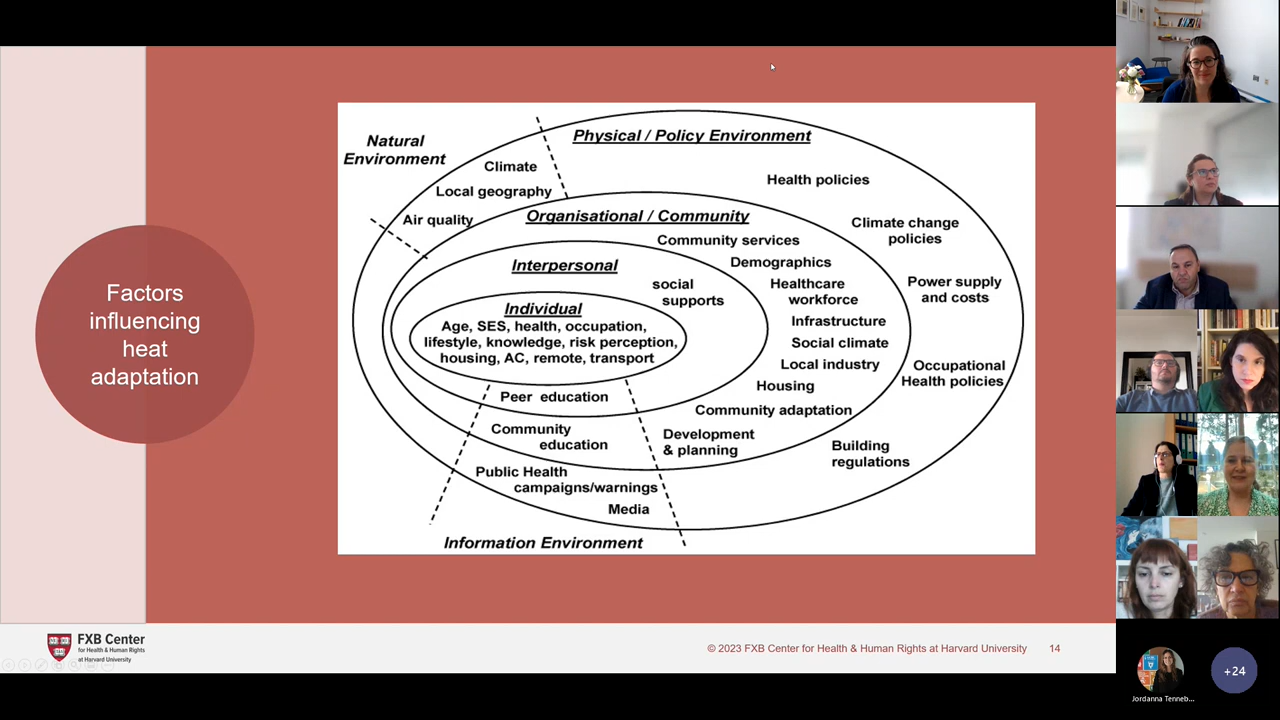 Factors
influencing
heat
adaptation
Natural
Environment
Physical / Policy Environment
Climate
Local geography
Air quality
Health policies
Organisational / Community
Climate change
policies
Community services
Demographics
Interpersonal
social
supports
Healthcare
workforce
Power supply
and costs
Individual
Age, SES, health, occupation,
lifestyle, knowledge, risk perception,
housing, AC, remote, transport
Infrastructure
Social climate
Local industry
Housing
Occupational
Health policies
Peer education
Community adaptation
Community
education
Development
& planning
Building
regulations
Public Health
campaigns/warnings
Media
Information Environment
FXB Center
for Health & Human Rights
at Harvard University
© 2023 FXB Center for Health & Human Rights at Harvard University
14
+24
Jordanna Tenneb...